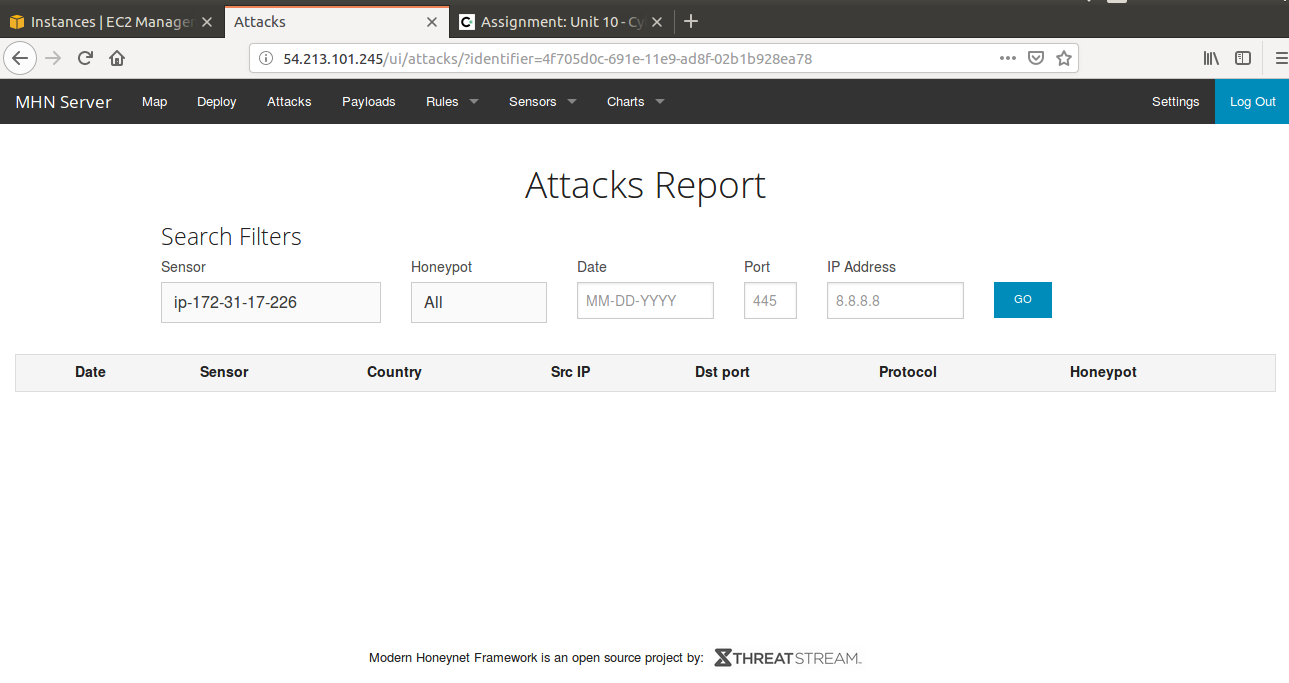 Instances | EC2 Manager
Attacks
Assignment: Unit 10 - Cy
54.213.101.245/ui/attacks/?identifier=4f705d0c-691e-11e9-ad8f-02b1b928ea78
MHN Server Map Deploy Attacks Payloads Rules Sensors Charts Settings Log Out
Attacks Report
Search Filters
Sensor Honeypot Date Port IP Address
ip-172-31-17-226 All MM-DD-YYYY 445 8.8.8.8 GO
Date Sensor Country Src IP Dst port Protocol Honeypot
Modern Honeynet Framework is an open source project by: THREATSTREAM